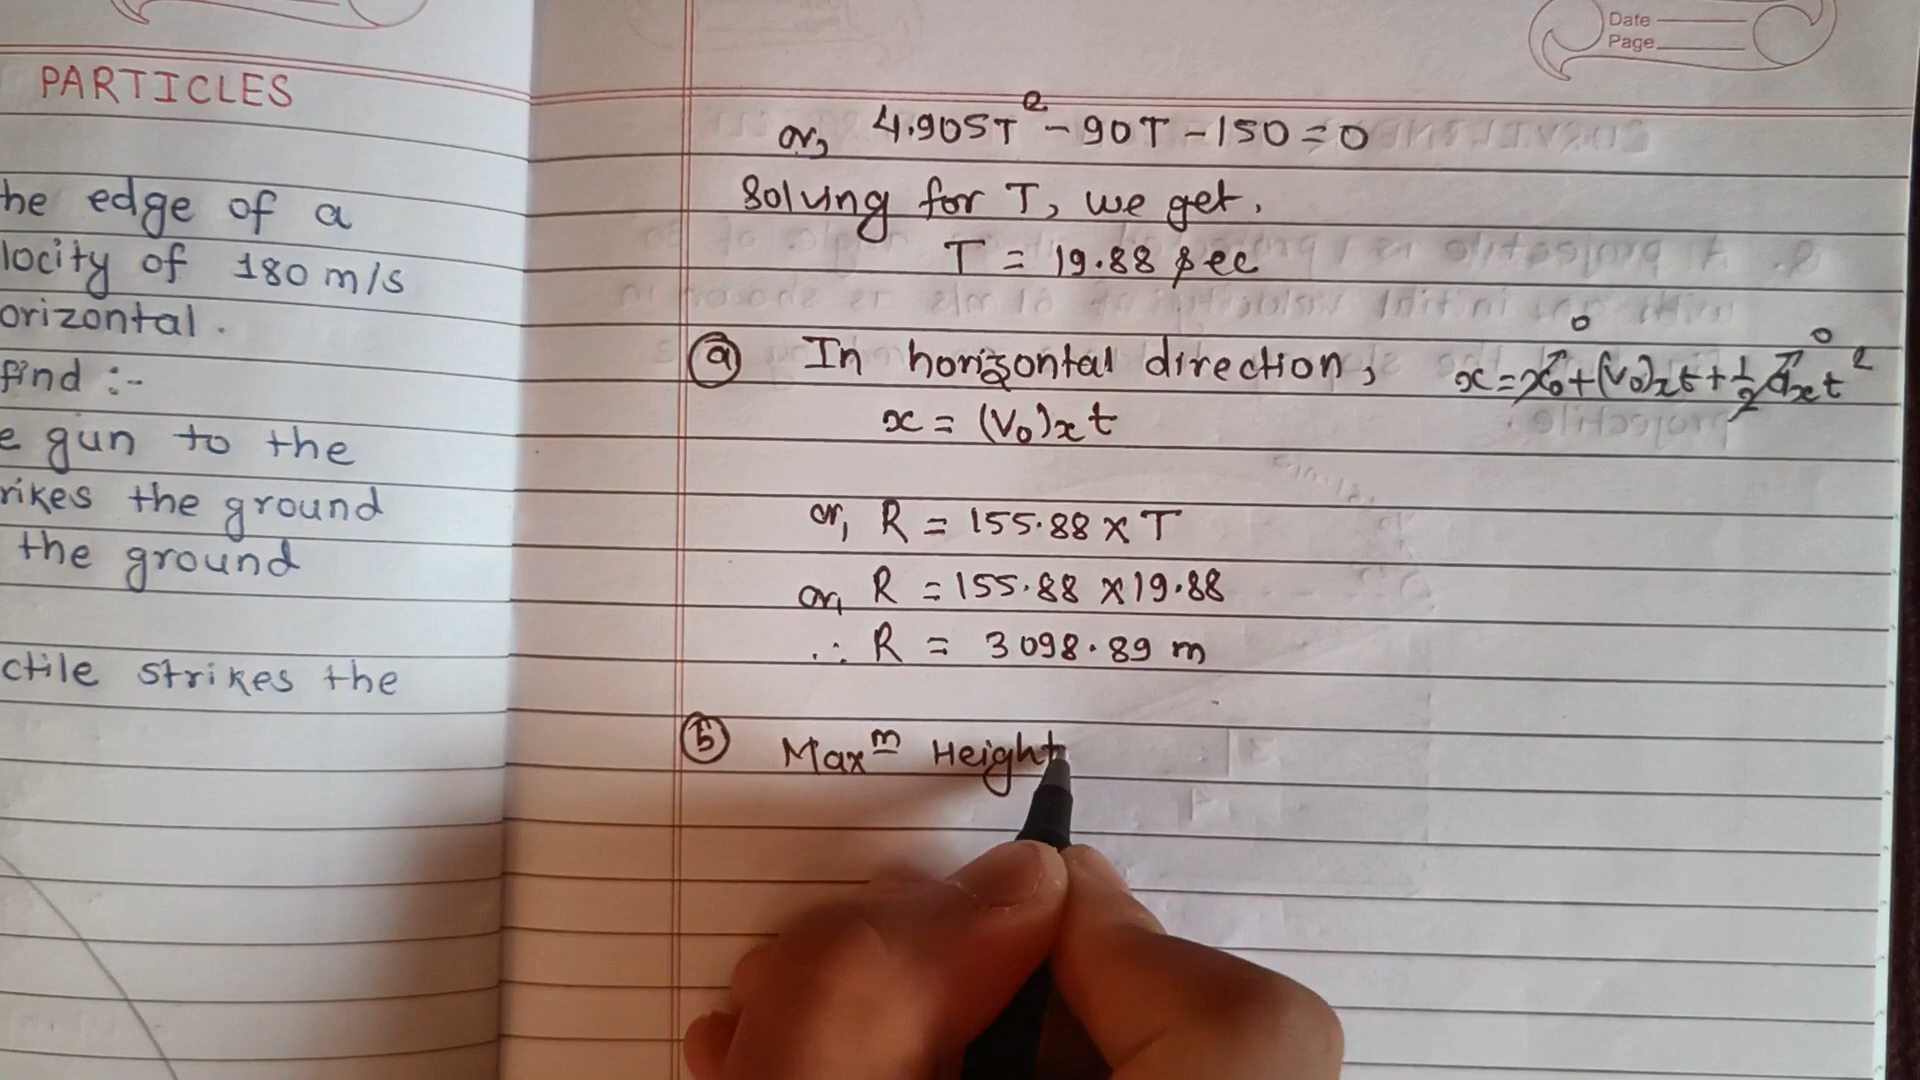 PARTICLES
he edge of a
locity of 180 m/s
orizontal.
find :-
e gun to the
rikes the ground
the ground
ctile strikes the
Date
Page
or, 4.905T² - 90T - 150 = 0
Solving for T, we get,
T = 19.88 sec
ⓐ In horizontal direction, x = x₀ + (V₀)ₓt + ½ aₓt²
0 0
x = (V₀)ₓt
or, R = 155.88 × T
or, R = 155.88 × 19.88
∴ R = 3098.89 m
ⓑ Maxᵐ Height